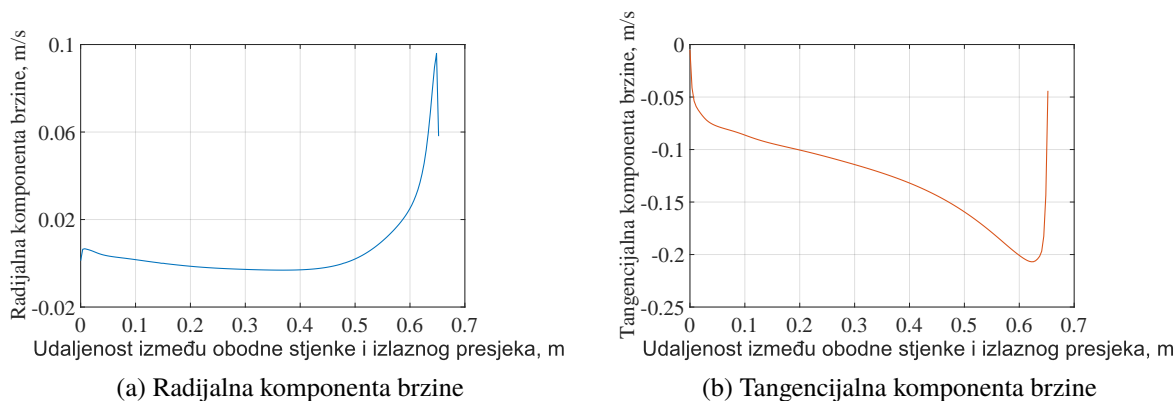 Radijalna komponenta brzine, m/s
0.1
0.06
0.02
-0.02
0 0.1 0.2 0.3 0.4 0.5 0.6 0.7
Udaljenost između obodne stjenke i izlaznog presjeka, m
(a) Radijalna komponenta brzine
Tangencijalna komponenta brzine, m/s
0
-0.05
-0.1
-0.15
-0.2
-0.25
0 0.1 0.2 0.3 0.4 0.5 0.6 0.7
Udaljenost između obodne stjenke i izlaznog presjeka, m
(b) Tangencijalna komponenta brzine